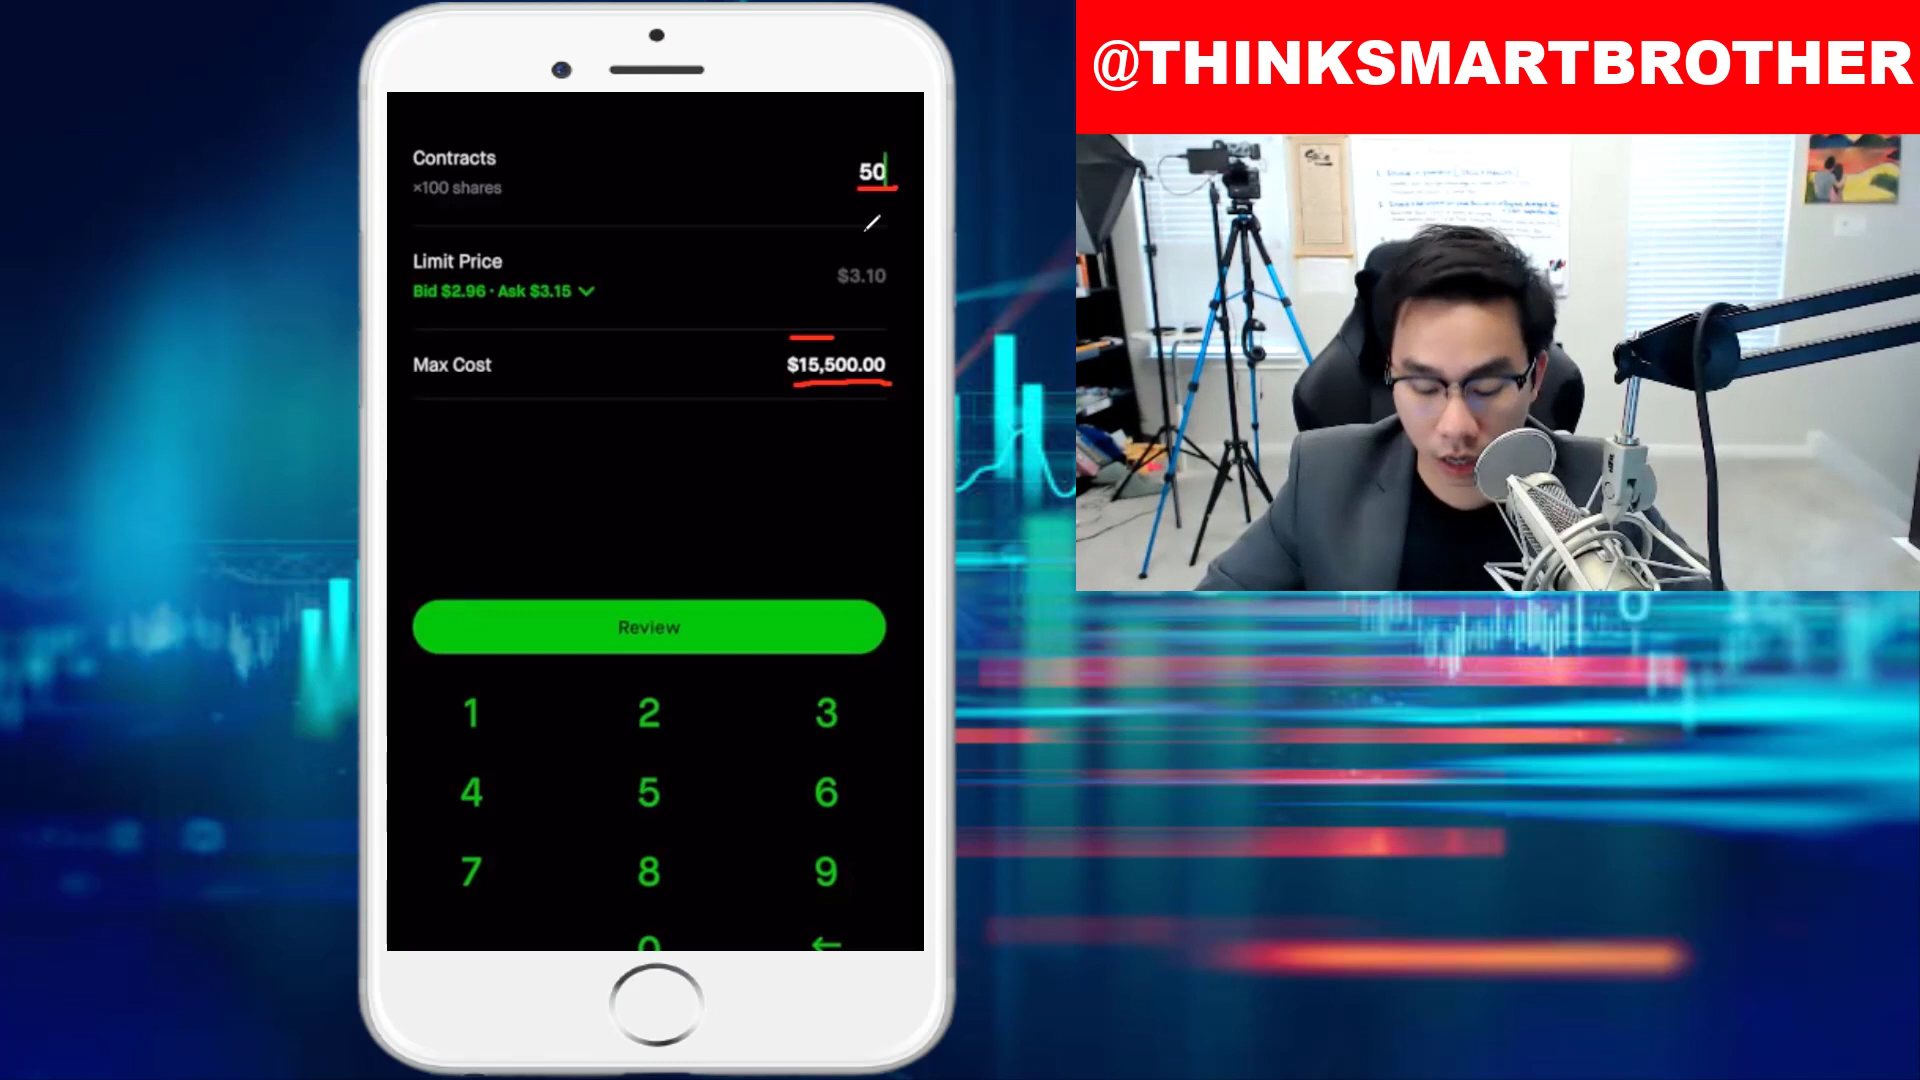 @THINKSMARTBROTHER
Contracts
×100 shares
50
Limit Price
Bid $2.96 · Ask $3.15
$3.10
Max Cost
$15,500.00
Review
1 2 3
4 5 6
7 8 9
0 ←